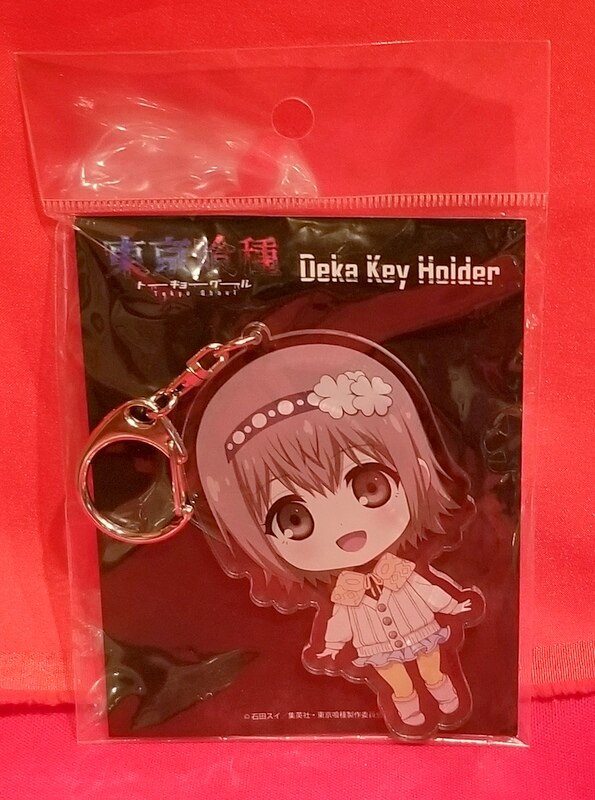 東京喰種
トーキョーグール
Tokyo Ghoul
Deka Key Holder
©石田スイ 集英社・東京喰種製作委員会